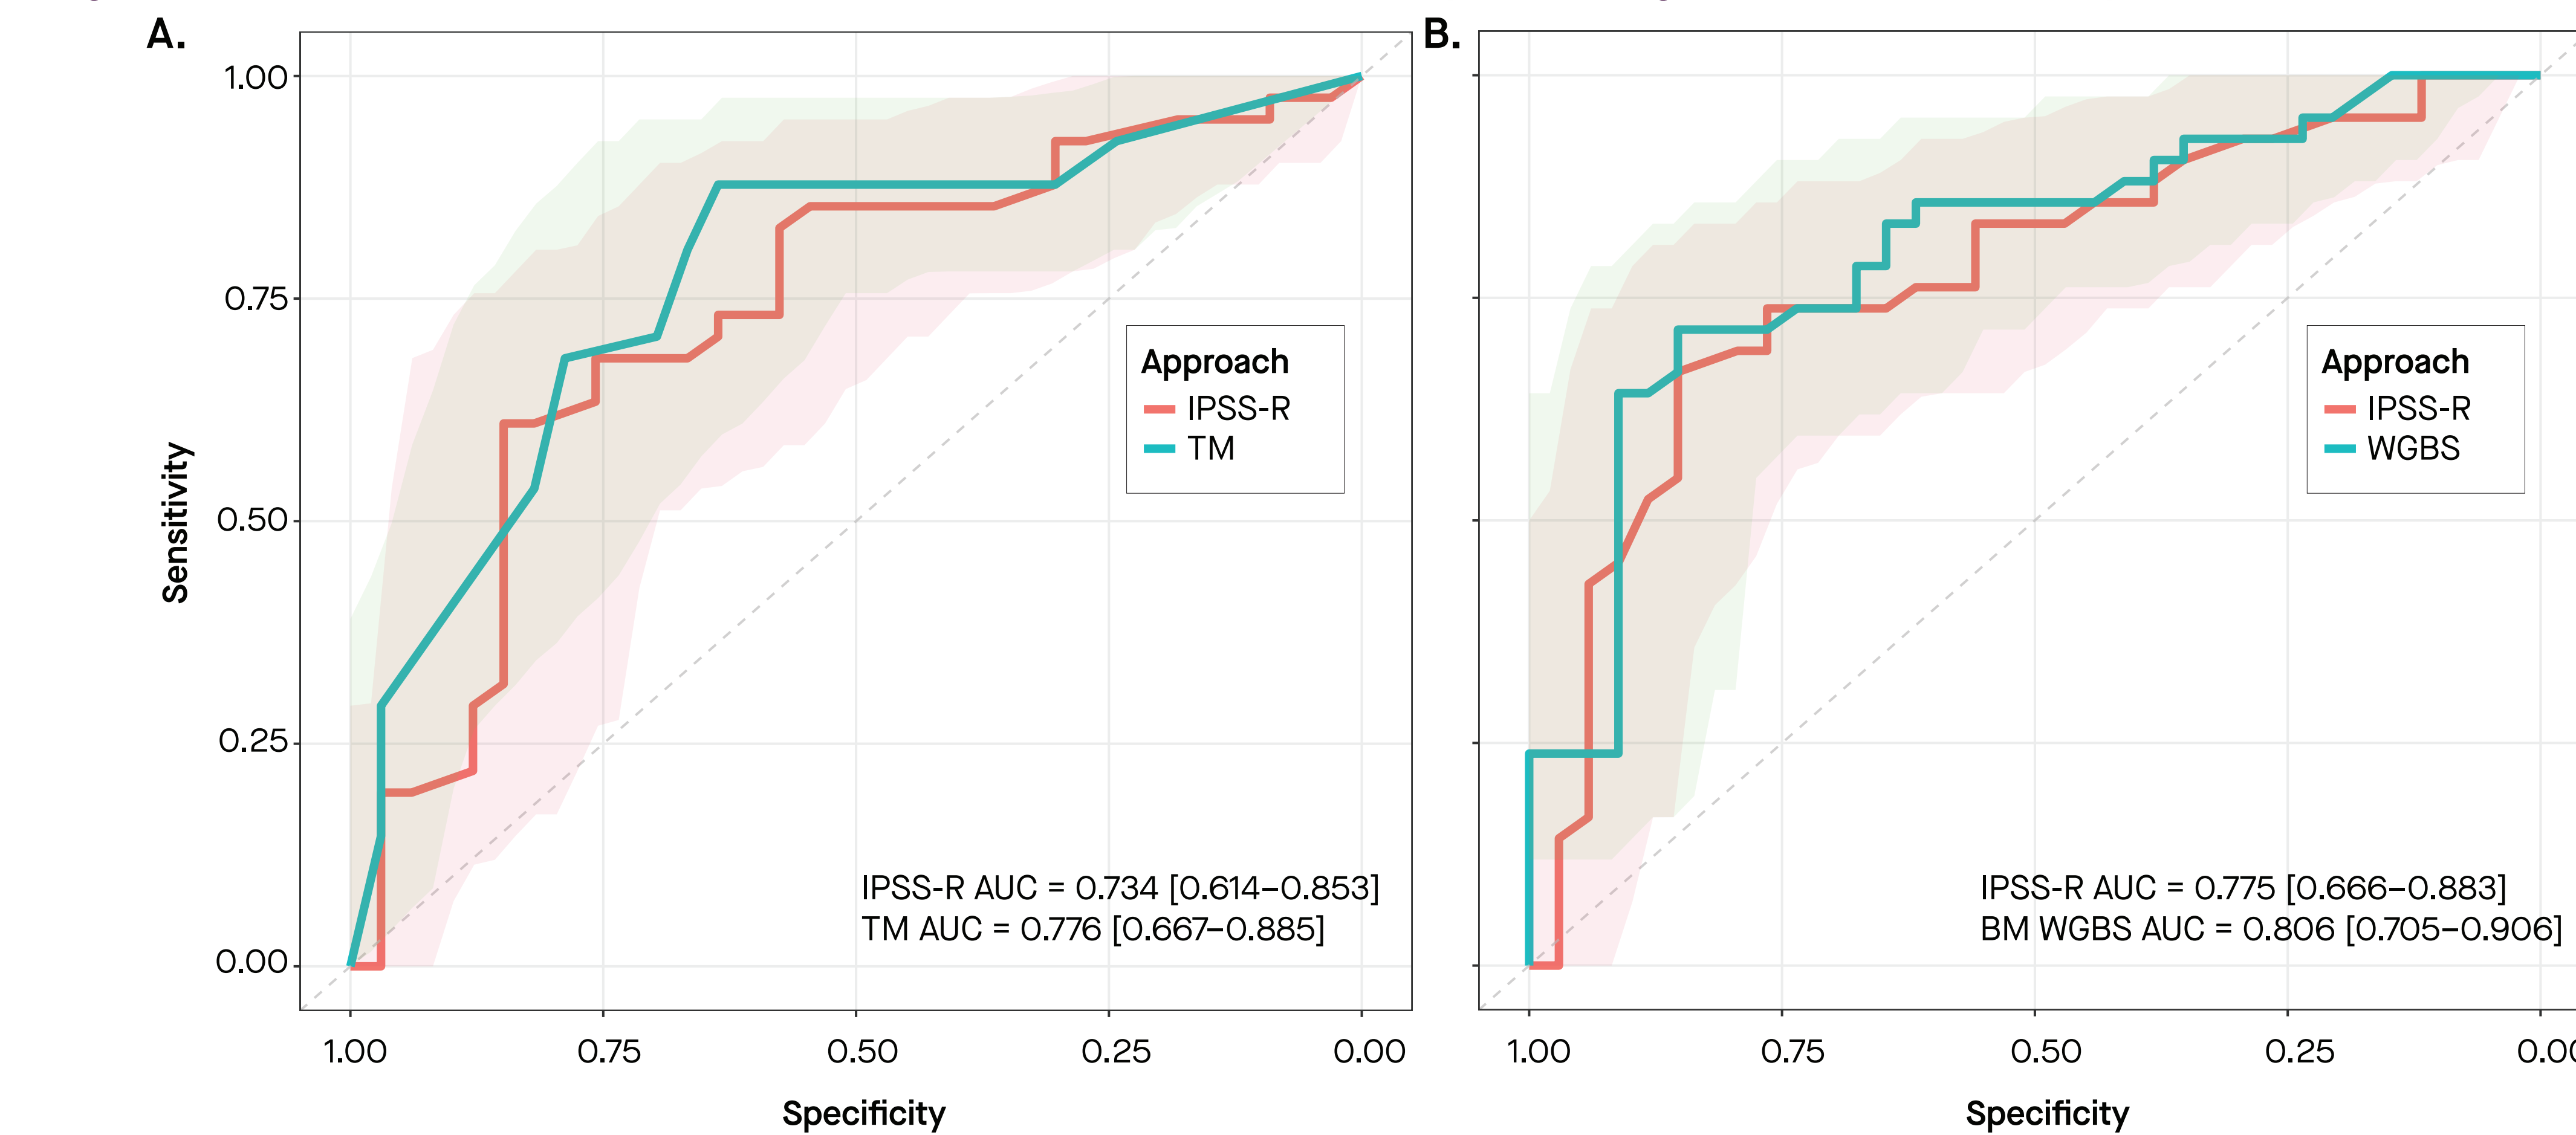 A.
1.00
0.75
0.50
0.25
0.00
Sensitivity
1.00 0.75 0.50 0.25 0.00
Specificity
Approach
IPSS-R
TM
IPSS-R AUC = 0.734 [0.614–0.853]
TM AUC = 0.776 [0.667–0.885]
B.
1.00 0.75 0.50 0.25
Specificity
Approach
IPSS-R
WGBS
IPSS-R AUC = 0.775 [0.666–0.883]
BM WGBS AUC = 0.806 [0.705–0.906]